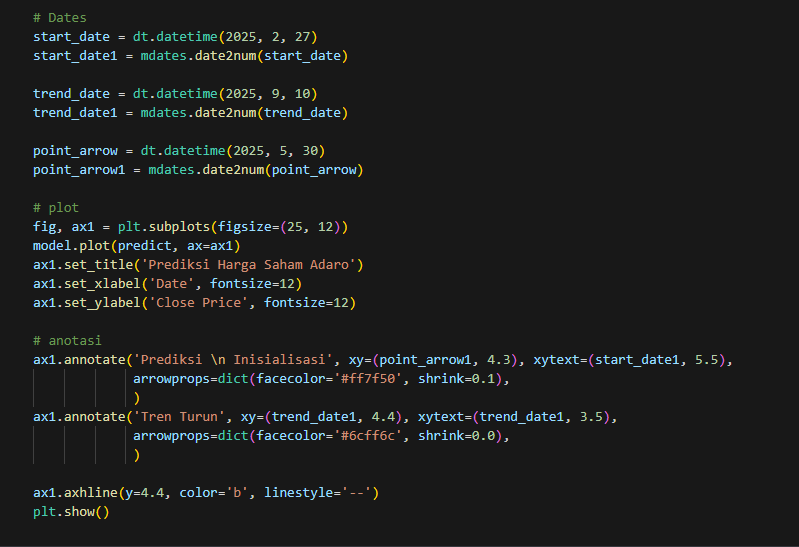 # Dates
start_date = dt.datetime(2025, 2, 27)
start_date1 = mdates.date2num(start_date)
trend_date = dt.datetime(2025, 9, 10)
trend_date1 = mdates.date2num(trend_date)
point_arrow = dt.datetime(2025, 5, 30)
point_arrow1 = mdates.date2num(point_arrow)
# plot
fig, ax1 = plt.subplots(figsize=(25, 12))
model.plot(predict, ax=ax1)
ax1.set_title('Prediksi Harga Saham Adaro')
ax1.set_xlabel('Date', fontsize=12)
ax1.set_ylabel('Close Price', fontsize=12)
# anotasi
ax1.annotate('Prediksi \n Inisialisasi', xy=(point_arrow1, 4.3), xytext=(start_date1, 5.5),
arrowprops=dict(facecolor='#ff7f50', shrink=0.1),
)
ax1.annotate('Tren Turun', xy=(trend_date1, 4.4), xytext=(trend_date1, 3.5),
arrowprops=dict(facecolor='#6cff6c', shrink=0.0),
)
ax1.axhline(y=4.4, color='b', linestyle='--')
plt.show()